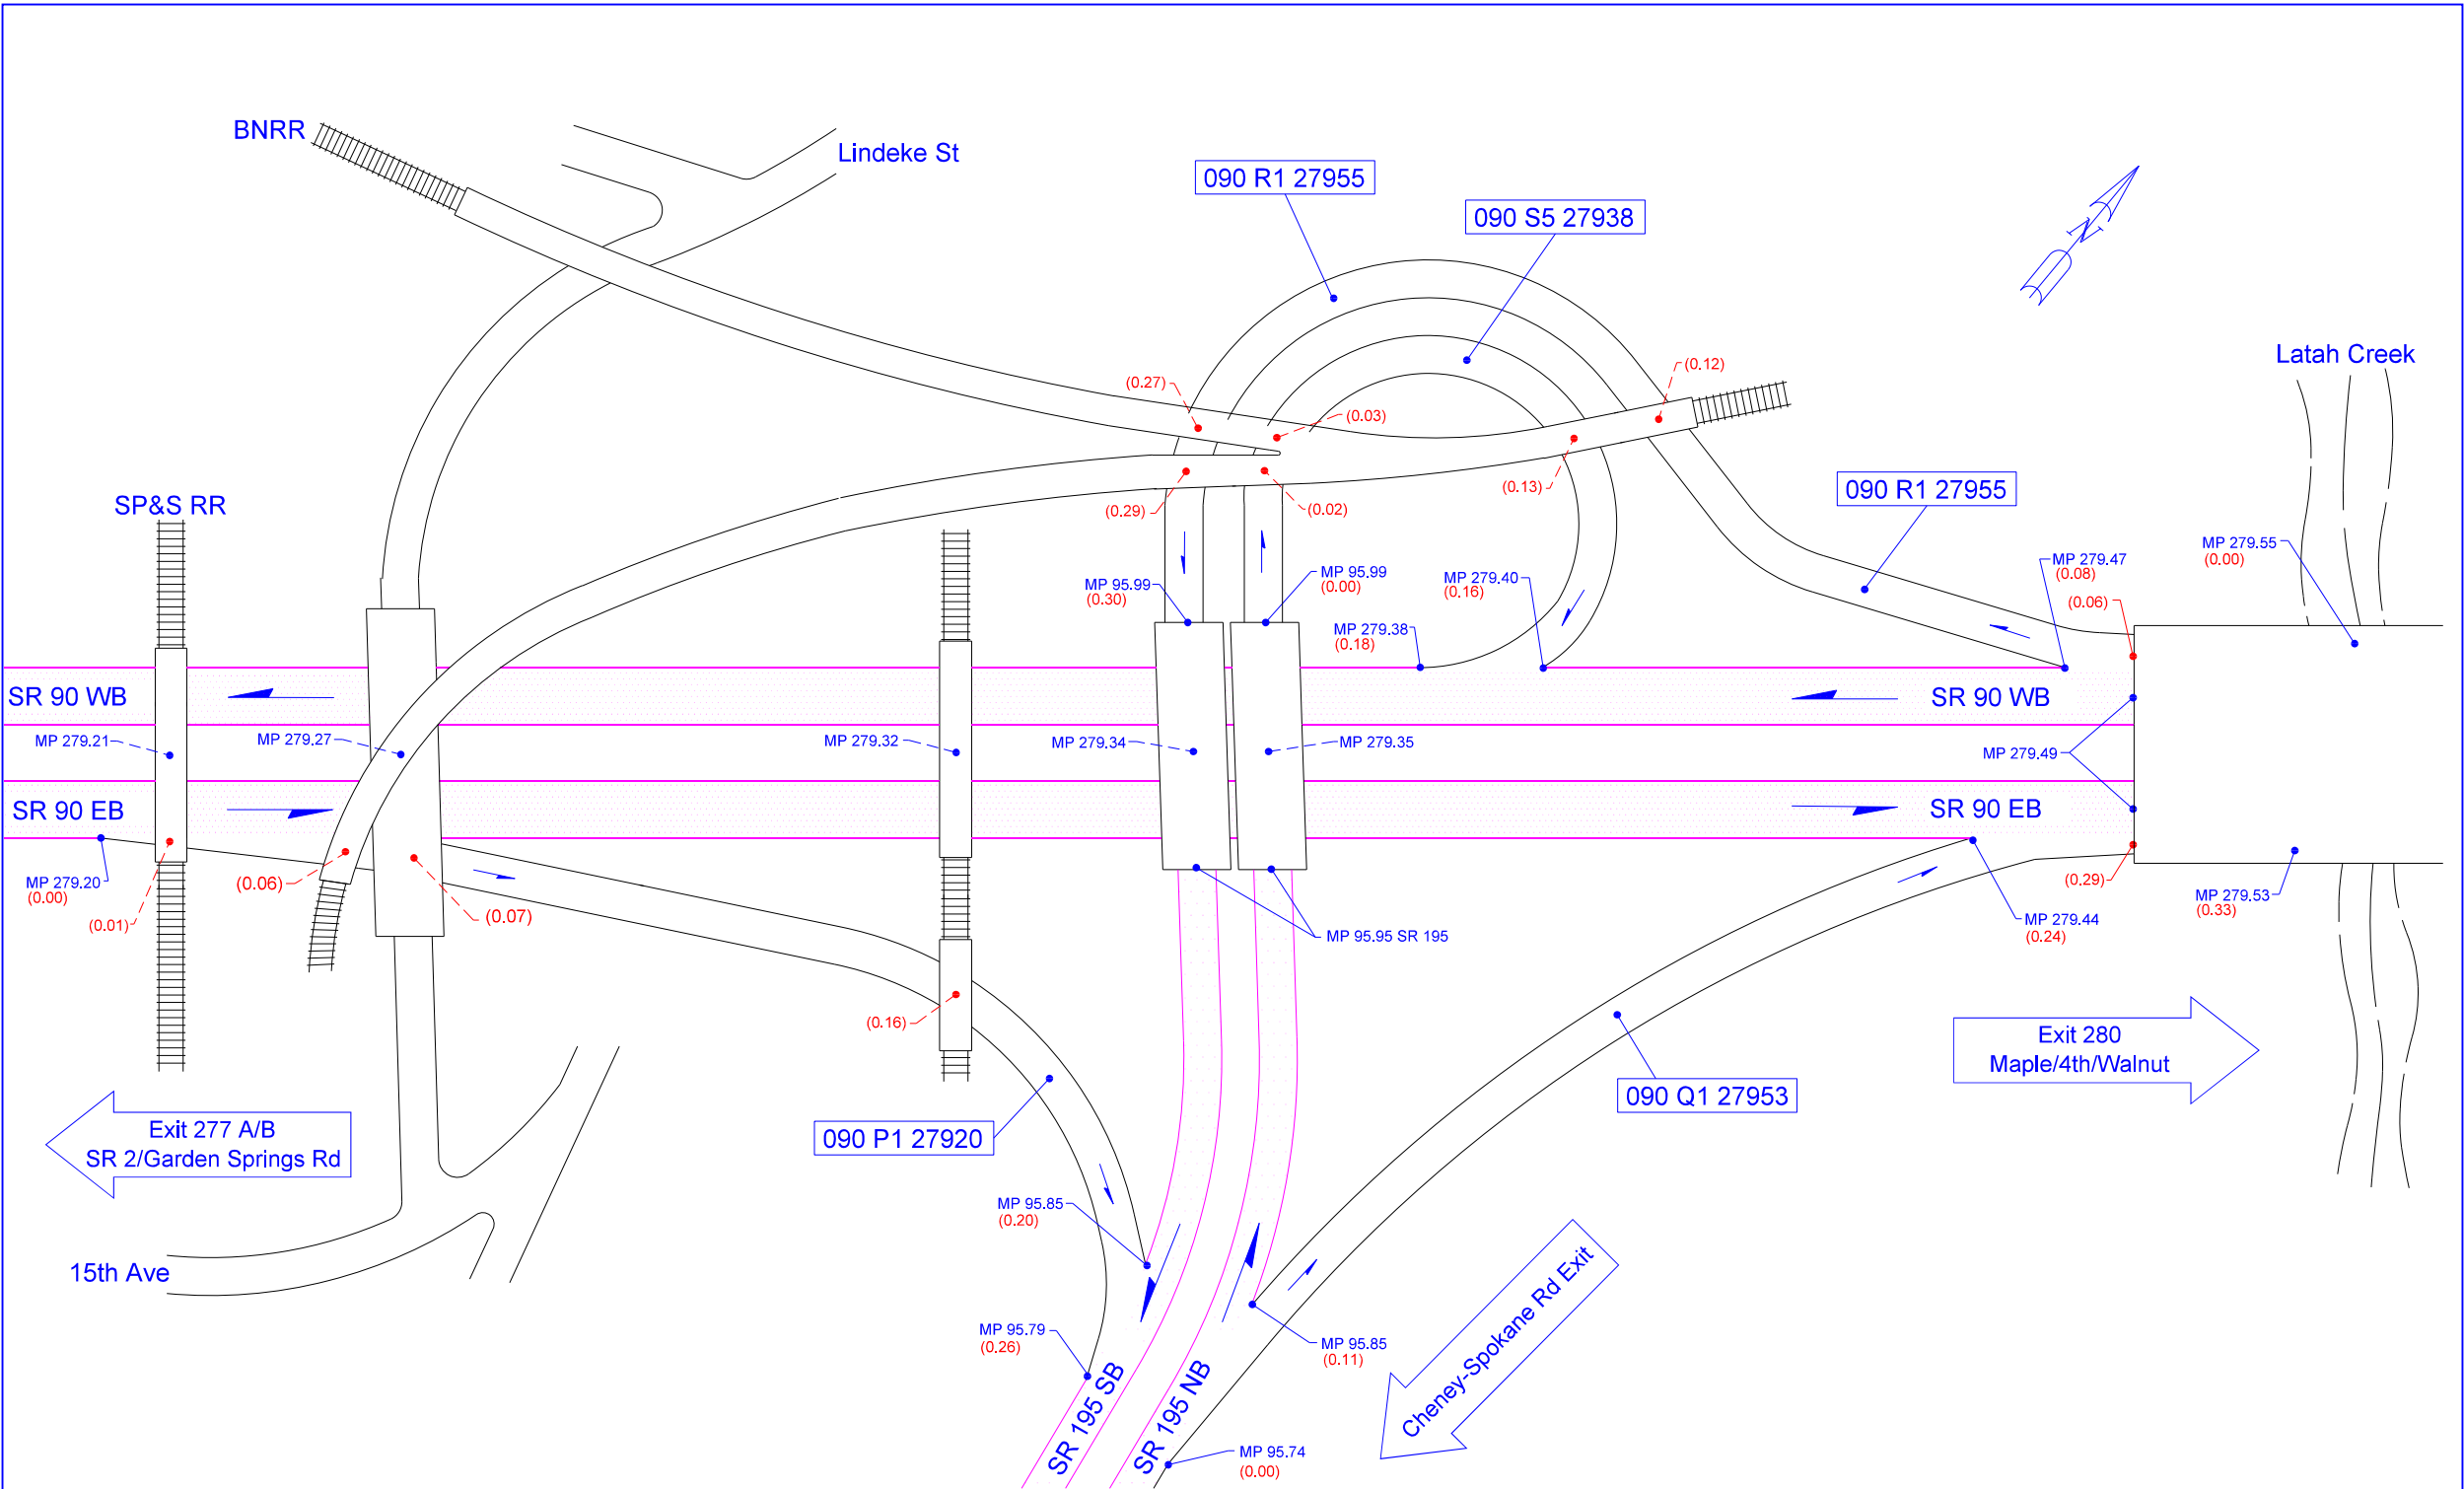 BNRR
Lindeke St
090 R1 27955
090 S5 27938
N
Latah Creek
(0.12)
(0.27)
(0.03)
SP&S RR
(0.29)
(0.02)
(0.13)
090 R1 27955
MP 95.99
(0.30)
MP 95.99
(0.00)
MP 279.40
(0.16)
MP 279.38
(0.18)
MP 279.47
(0.08)
(0.06)
MP 279.55
(0.00)
SR 90 WB
SR 90 WB
MP 279.21
MP 279.27
MP 279.32
MP 279.34
MP 279.35
MP 279.49
SR 90 EB
SR 90 EB
MP 279.20
(0.00)
(0.01)
(0.06)
(0.07)
MP 95.95 SR 195
(0.29)
MP 279.44
(0.24)
MP 279.53
(0.33)
(0.16)
Exit 280
Maple/4th/Walnut
090 Q1 27953
090 P1 27920
Exit 277 A/B
SR 2/Garden Springs Rd
MP 95.85
(0.20)
15th Ave
MP 95.79
(0.26)
MP 95.85
(0.11)
Cheney-Spokane Rd Exit
SR 195 SB
SR 195 NB
MP 95.74
(0.00)